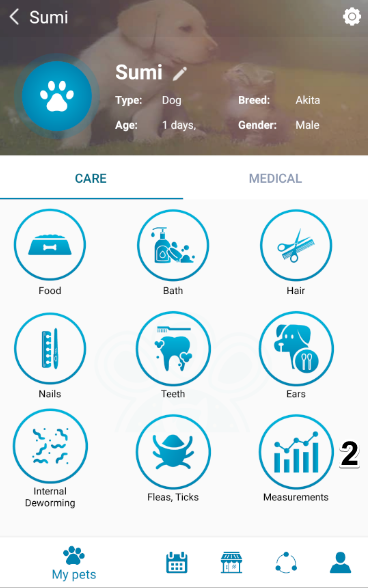 Sumi
Sumi
Type: Dog Breed: Akita
Age: 1 days, Gender: Male
CARE MEDICAL
Food Bath Hair
Nails Teeth Ears
Internal
Deworming
Fleas, Ticks
Measurements
2
My pets